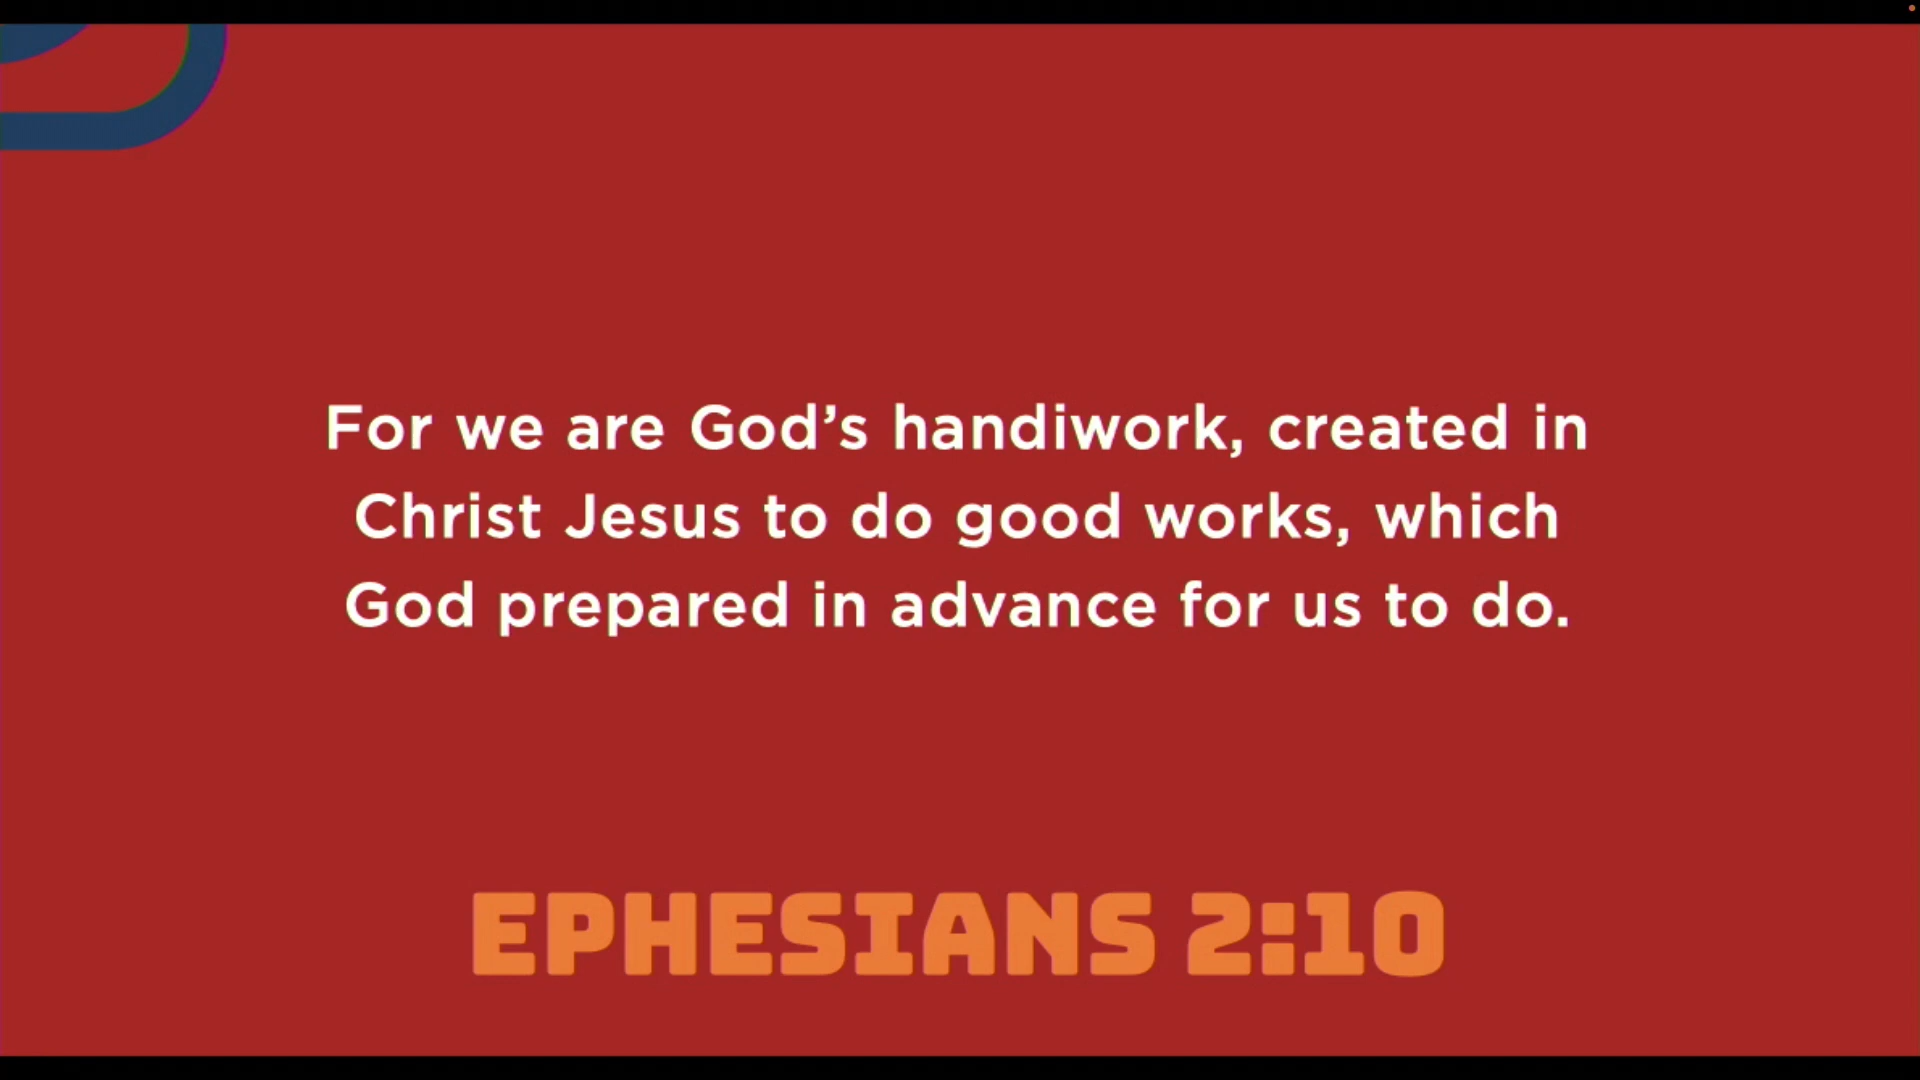 For we are God’s handiwork, created in
Christ Jesus to do good works, which
God prepared in advance for us to do.
EPHESIANS 2:10